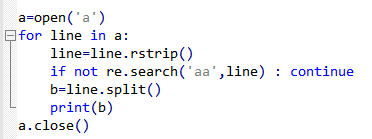 a=open('a')
for line in a:
    line=line.rstrip()
    if not re.search('aa',line) : continue
    b=line.split()
    print(b)
a.close()